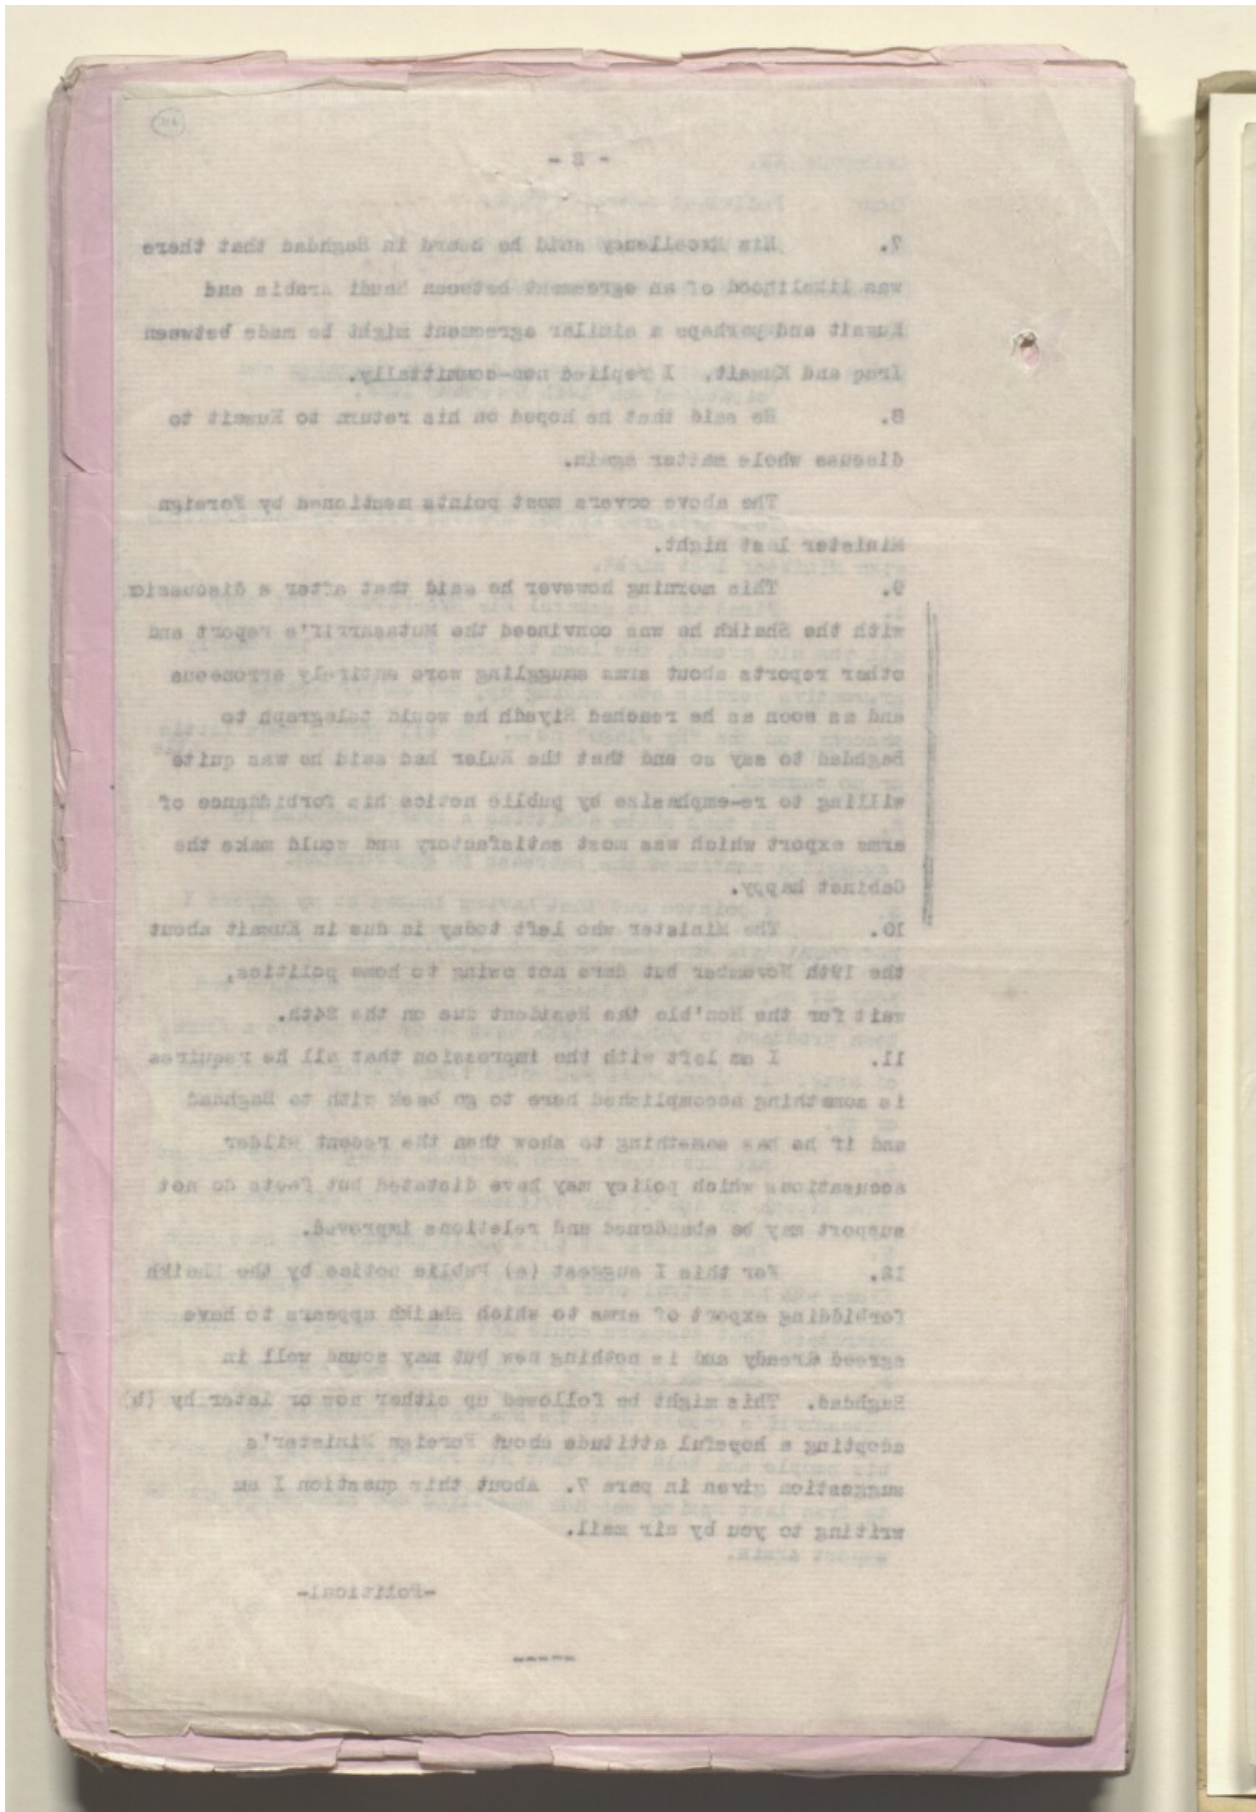 - 2 -
7. His Excellency said he heard in Baghdad that there
was likelihood of an agreement between Saudi Arabia and
Kuwait and perhaps a similar agreement might be made between
Iraq and Kuwait. I replied non-committally.
8. He said that he hoped on his return to Kuwait to
discuss whole matter again.
The above covers most points mentioned by Foreign
Minister last night.
9. This morning however he said that after a discussion
with the Shaikh he was convinced the Mutasarrif's report and
other reports about arms smuggling were entirely erroneous
and as soon as he reached Riyadh he would telegraph to
Baghdad to say so and that the Ruler had said he was quite
willing to re-emphasize by public notice his forbiddance of
arms export which was most satisfactory and would make the
Cabinet happy.
10. The Minister who left today is due in Kuwait about
the 19th November but dare not owing to home politics,
wait for the Hon'ble the Resident due on the 24th.
11. I am left with the impression that all he requires
is something accomplished here to go back with to Baghdad
and if he has something to show then the recent wilder
accusations which policy may have dictated but facts do not
support may be abandoned and relations improved.
12. For this I suggest (a) Public notice by the Shaikh
forbidding export of arms to which Shaikh appears to have
agreed already and is nothing new but may sound well in
Baghdad. This might be followed up either now or later by (b)
adopting a hopeful attitude about Foreign Minister's
suggestion given in para 7. about this question I am
writing to you by air mail.
-Political-
-----